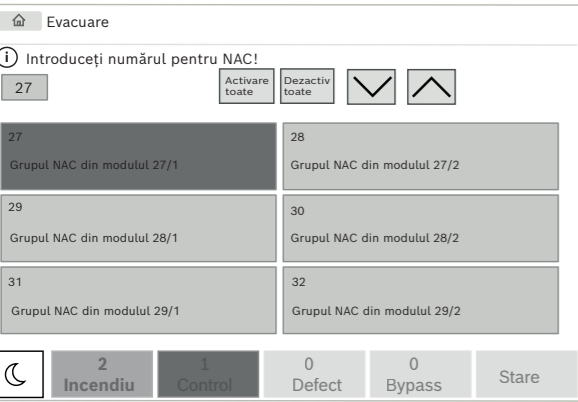 Evacuare
i Introduceți numărul pentru NAC!
27
Activare toate
Dezactiv toate
27
Grupul NAC din modulul 27/1
28
Grupul NAC din modulul 27/2
29
Grupul NAC din modulul 28/1
30
Grupul NAC din modulul 28/2
31
Grupul NAC din modulul 29/1
32
Grupul NAC din modulul 29/2
2
Incendiu
1
Control
0
Defect
0
Bypass
Stare